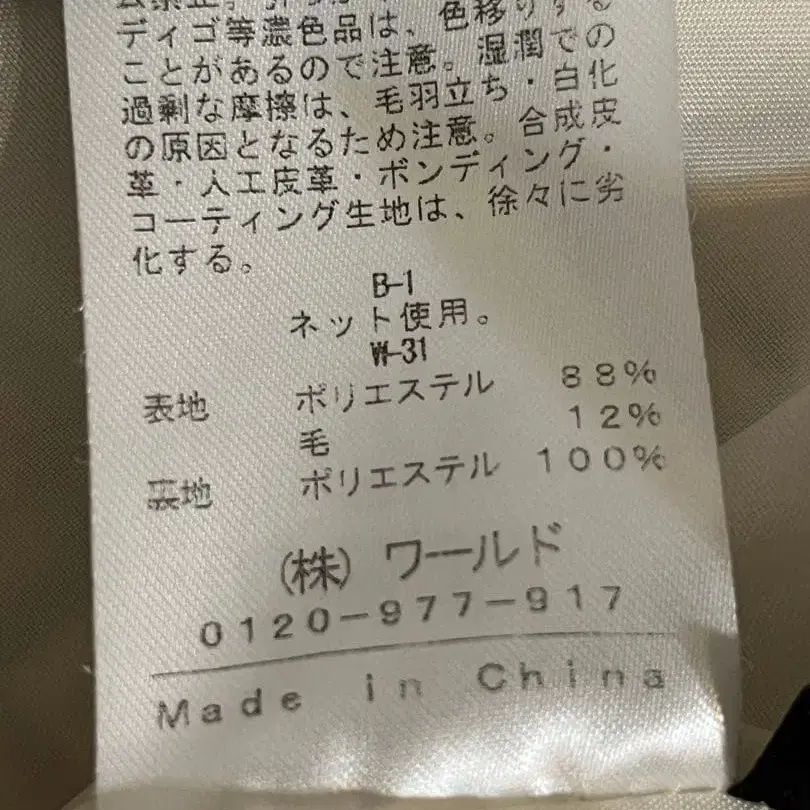 ディゴ等濃色品は、色移りする
ことがあるので注意。湿潤での
過剰な摩擦は、毛羽立ち・白化
の原因となるため注意。合成皮
革・人工皮革・ボンディング・
コーティング生地は、徐々に劣
化する。
B-1
ネット使用。
W-31
表地 ポリエステル 88%
毛 12%
裏地 ポリエステル 100%
(株) ワールド
0120-977-917
Made in China